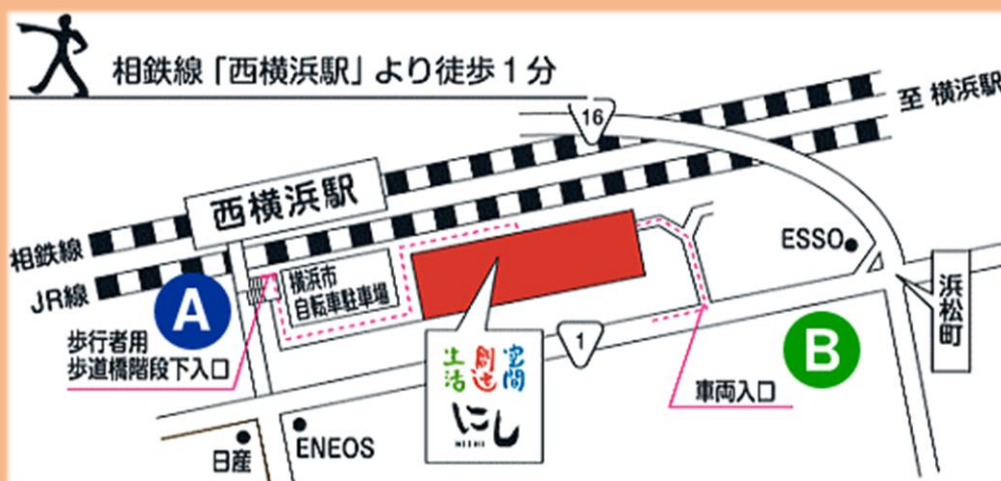 相鉄線「西横浜駅」より徒歩1分
16
至 横浜駅
西横浜駅
相鉄線
JR線
A
歩行者用
歩道橋階段下入口
横浜市
自転車駐車場
ESSO
浜松町
1
B
車両入口
生活
創造
空間
にし
NISHI
日産
ENEOS